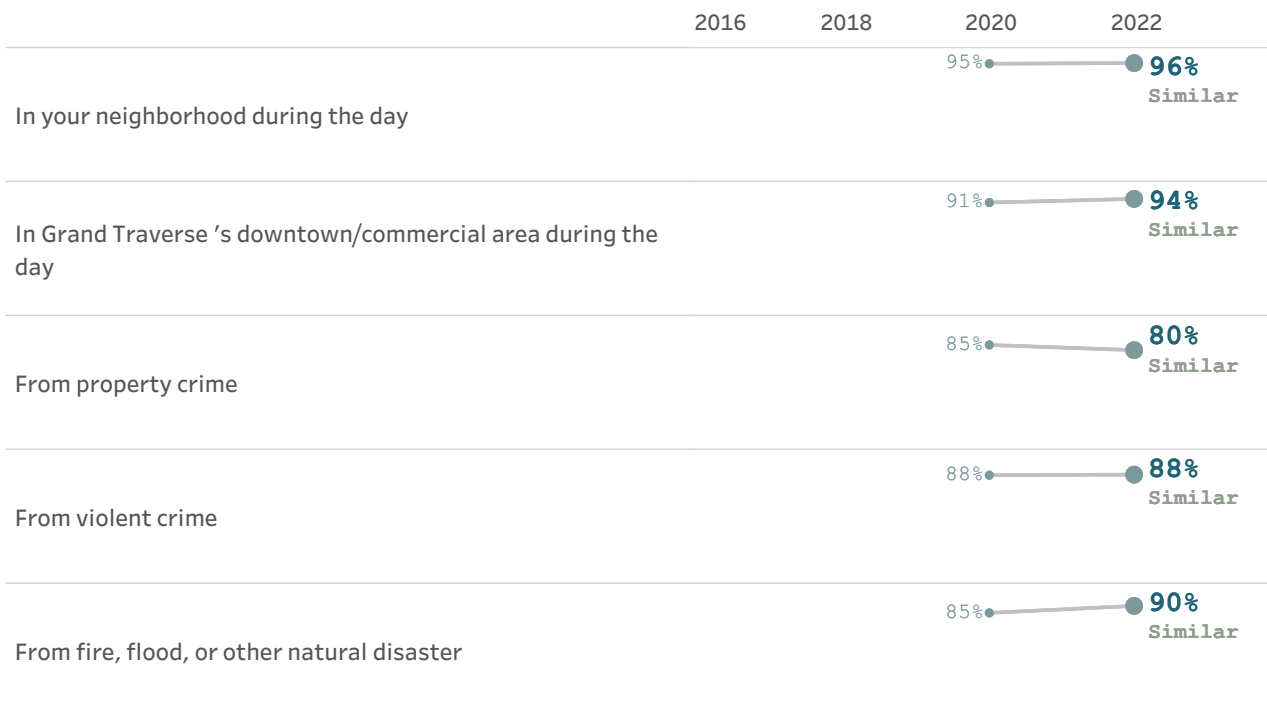 2016 2018 2020 2022
95% 96%
Similar
In your neighborhood during the day
91% 94%
Similar
In Grand Traverse ’s downtown/commercial area during the
day
85% 80%
Similar
From property crime
88% 88%
Similar
From violent crime
85% 90%
Similar
From fire, flood, or other natural disaster